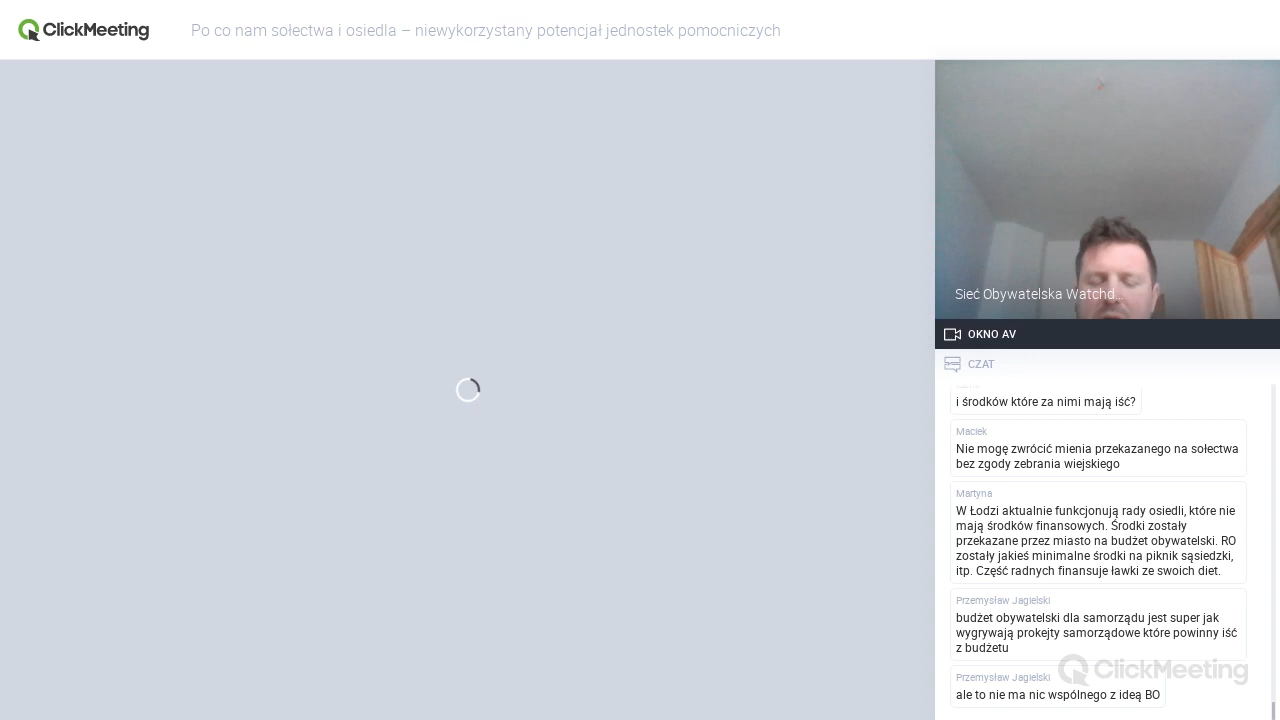 ClickMeeting
Po co nam sołectwa i osiedla – niewykorzystany potencjał jednostek pomocniczych
Sieć Obywatelska Watchd...
OKNO AV
CZAT
i środków które za nimi mają iść?
Maciek
Nie mogę zwrócić mienia przekazanego na sołectwa
bez zgody zebrania wiejskiego
Martyna
W Łodzi aktualnie funkcjonują rady osiedli, które nie
mają środków finansowych. Środki zostały
przekazane przez miasto na budżet obywatelski. RO
zostały jakieś minimalne środki na piknik sąsiedzki,
itp. Część radnych finansuje ławki ze swoich diet.
Przemysław Jagielski
budżet obywatelski dla samorządu jest super jak
wygrywają prokejty samorządowe które powinny iść
z budżetu
ClickMeeting
Przemysław Jagielski
ale to nie ma nic wspólnego z ideą BO